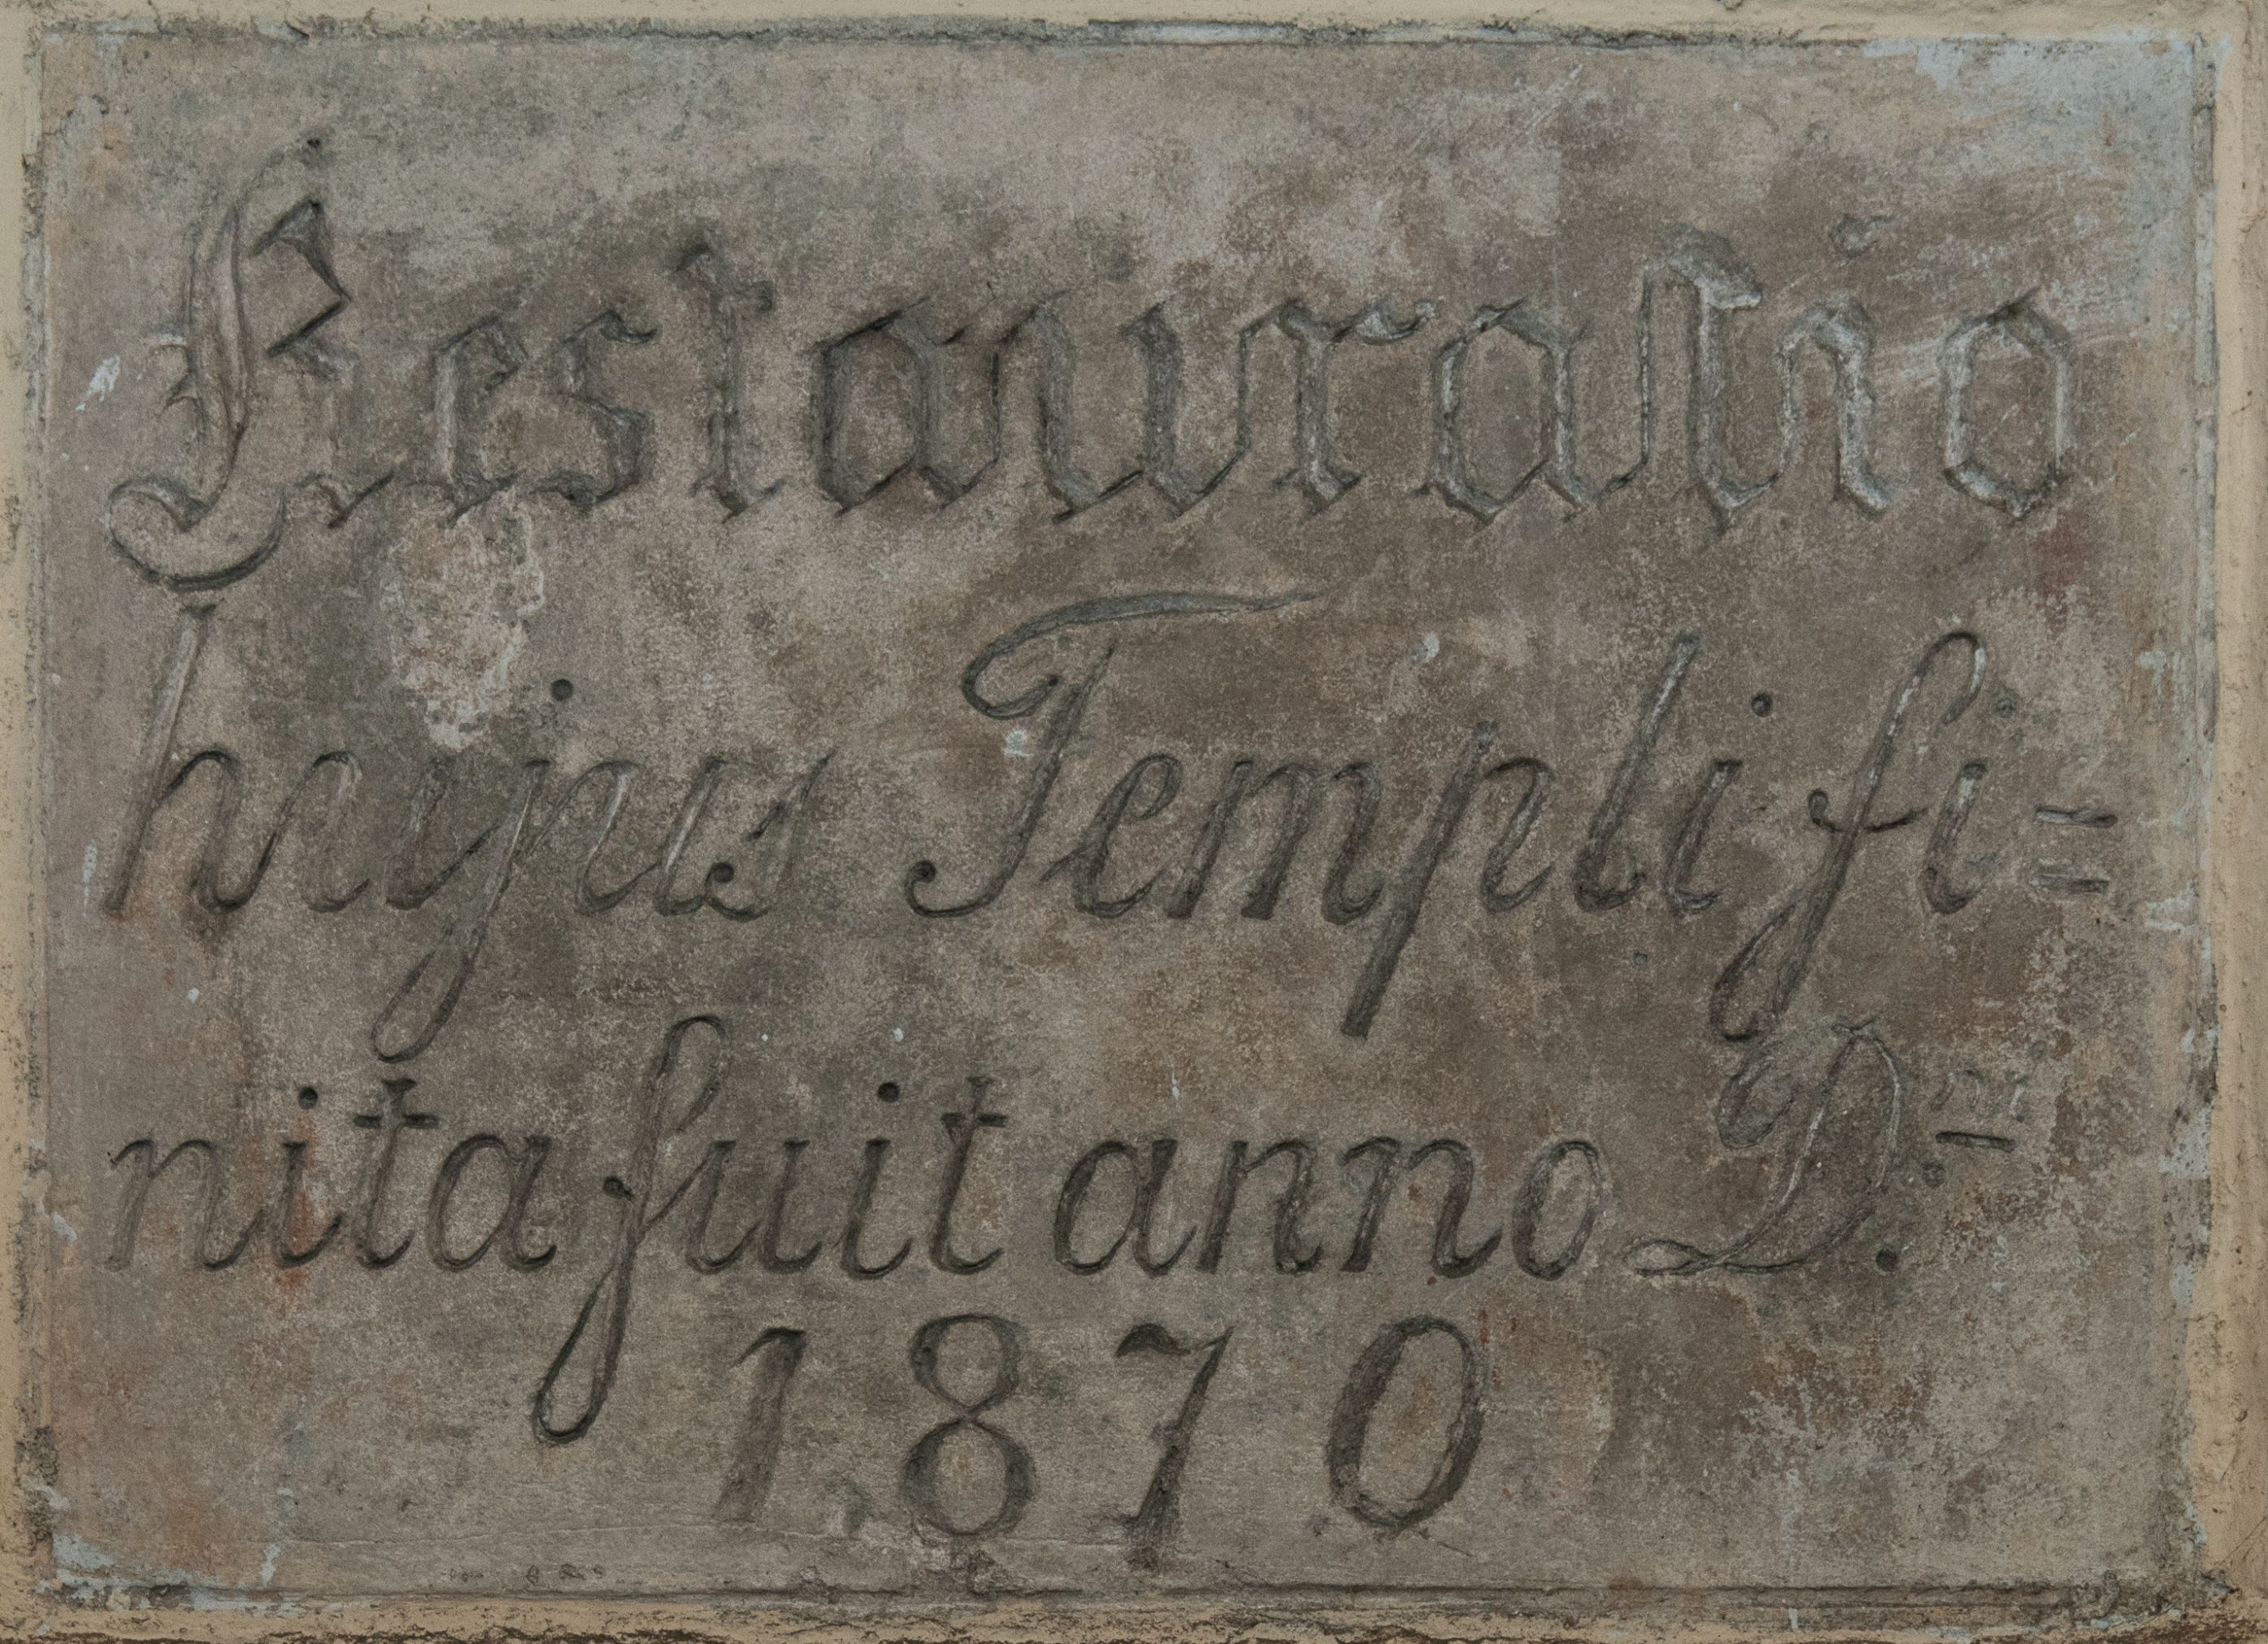 Restauratio
hujus Templi fi=
nita fuit anno D.ni
1870